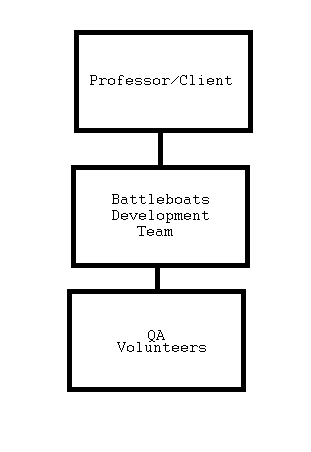 Professor/Client
Battleboats
Development
Team
QA
Volunteers